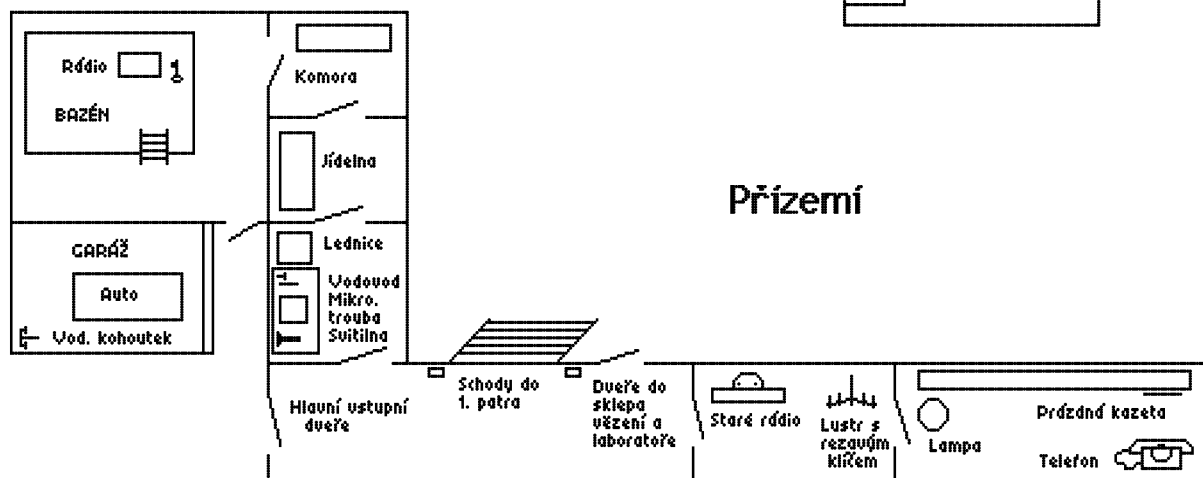 Rádio
BAZÉN
Komora
Jídelna
Přízemí
GARÁŽ
Auto
Vod. kohoutek
Lednice
Vodovod
Mikro.
trouba
Svítilna
Hlavní vstupní
dveře
Schody do
1. patra
Dveře do
sklepa
vězení a
laboratoře
Staré rádio
Lustr s
rezavým
klíčem
Lampa
Prázdná kazeta
Telefon